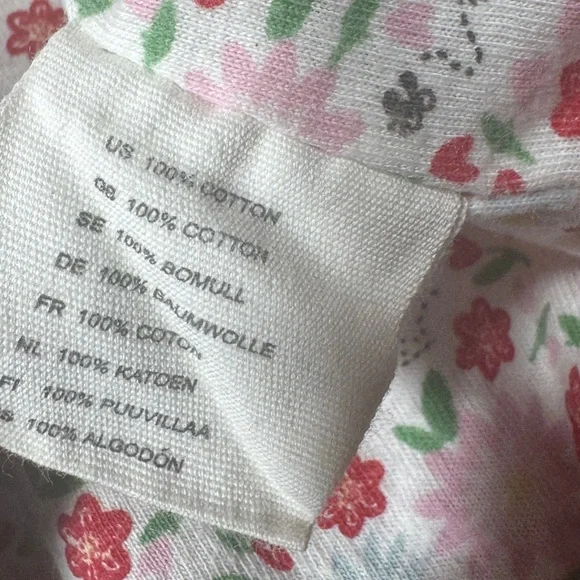 US 100% COTTON
GB 100% COTTON
SE 100% BOMULL
DE 100% BAUMWOLLE
FR 100% COTON
NL 100% KATOEN
FI 100% PUUVILLAA
ES 100% ALGODÓN